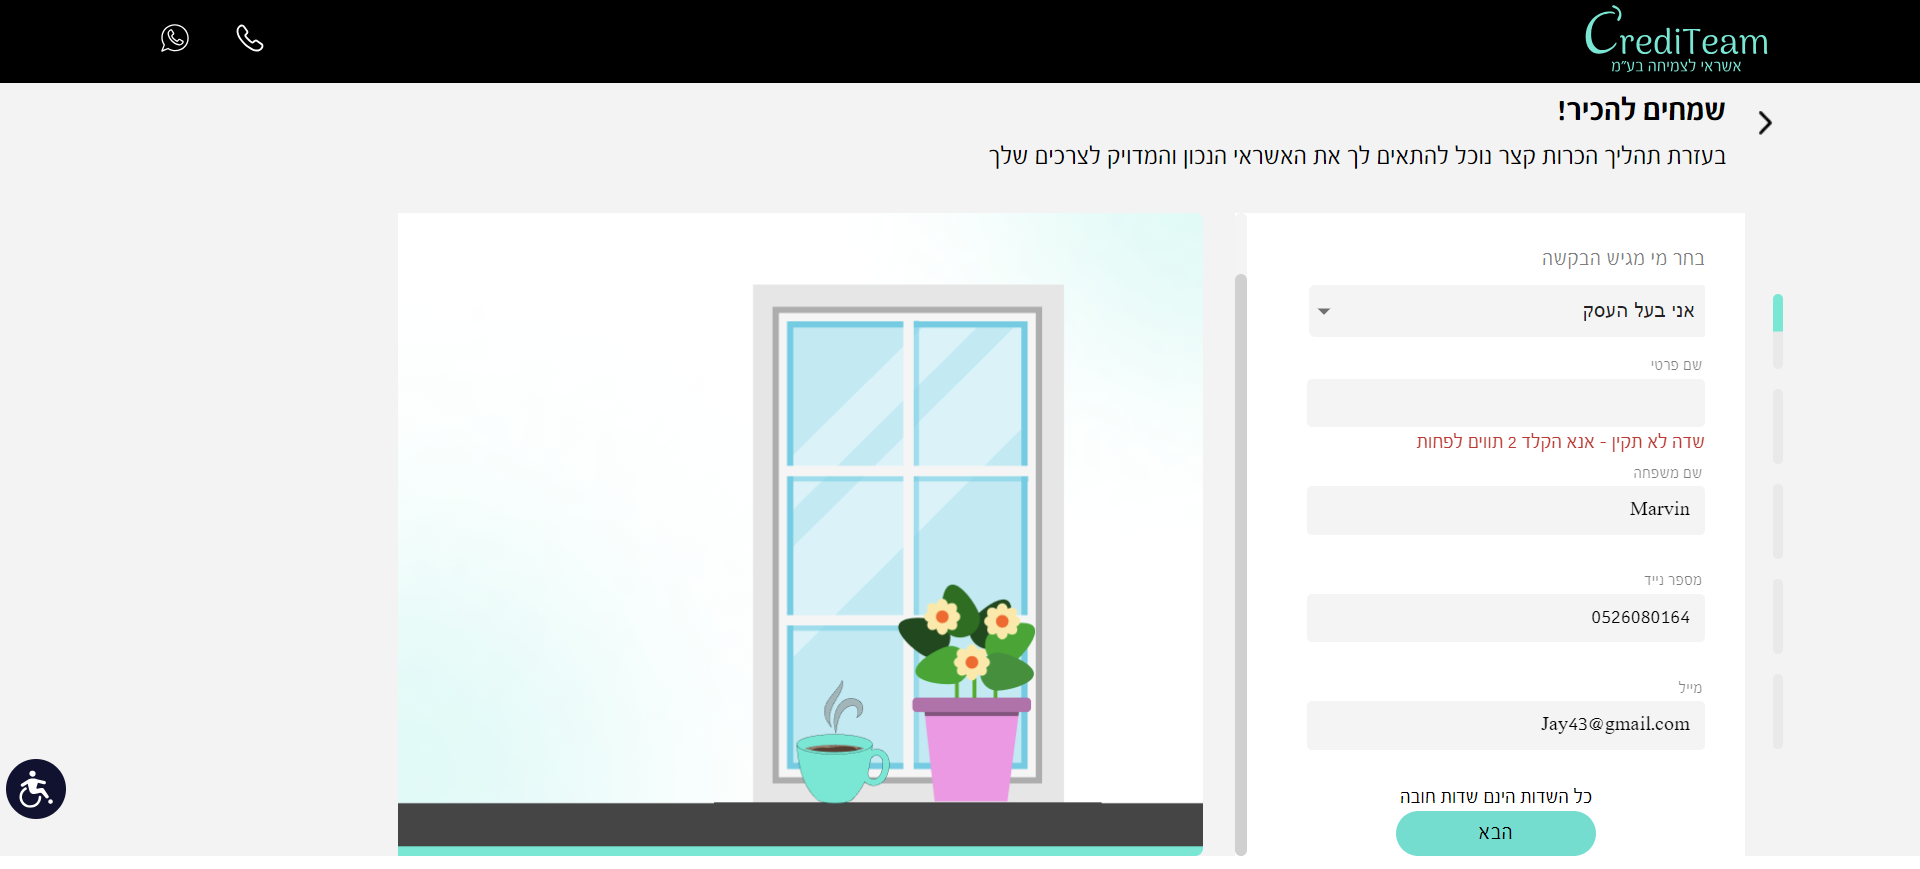 CrediTeam
אשראי לצמיחה בע"מ
שמחים להכיר!
בעזרת תהליך הכרות קצר נוכל להתאים לך את האשראי הנכון והמדויק לצרכים שלך
בחר מי מגיש הבקשה
אני בעל העסק
שם פרטי
שדה לא תקין - אנא הקלד 2 תווים לפחות
שם משפחה
Marvin
מספר נייד
0526080164
מייל
Jay43@gmail.com
כל השדות הינם שדות חובה
הבא